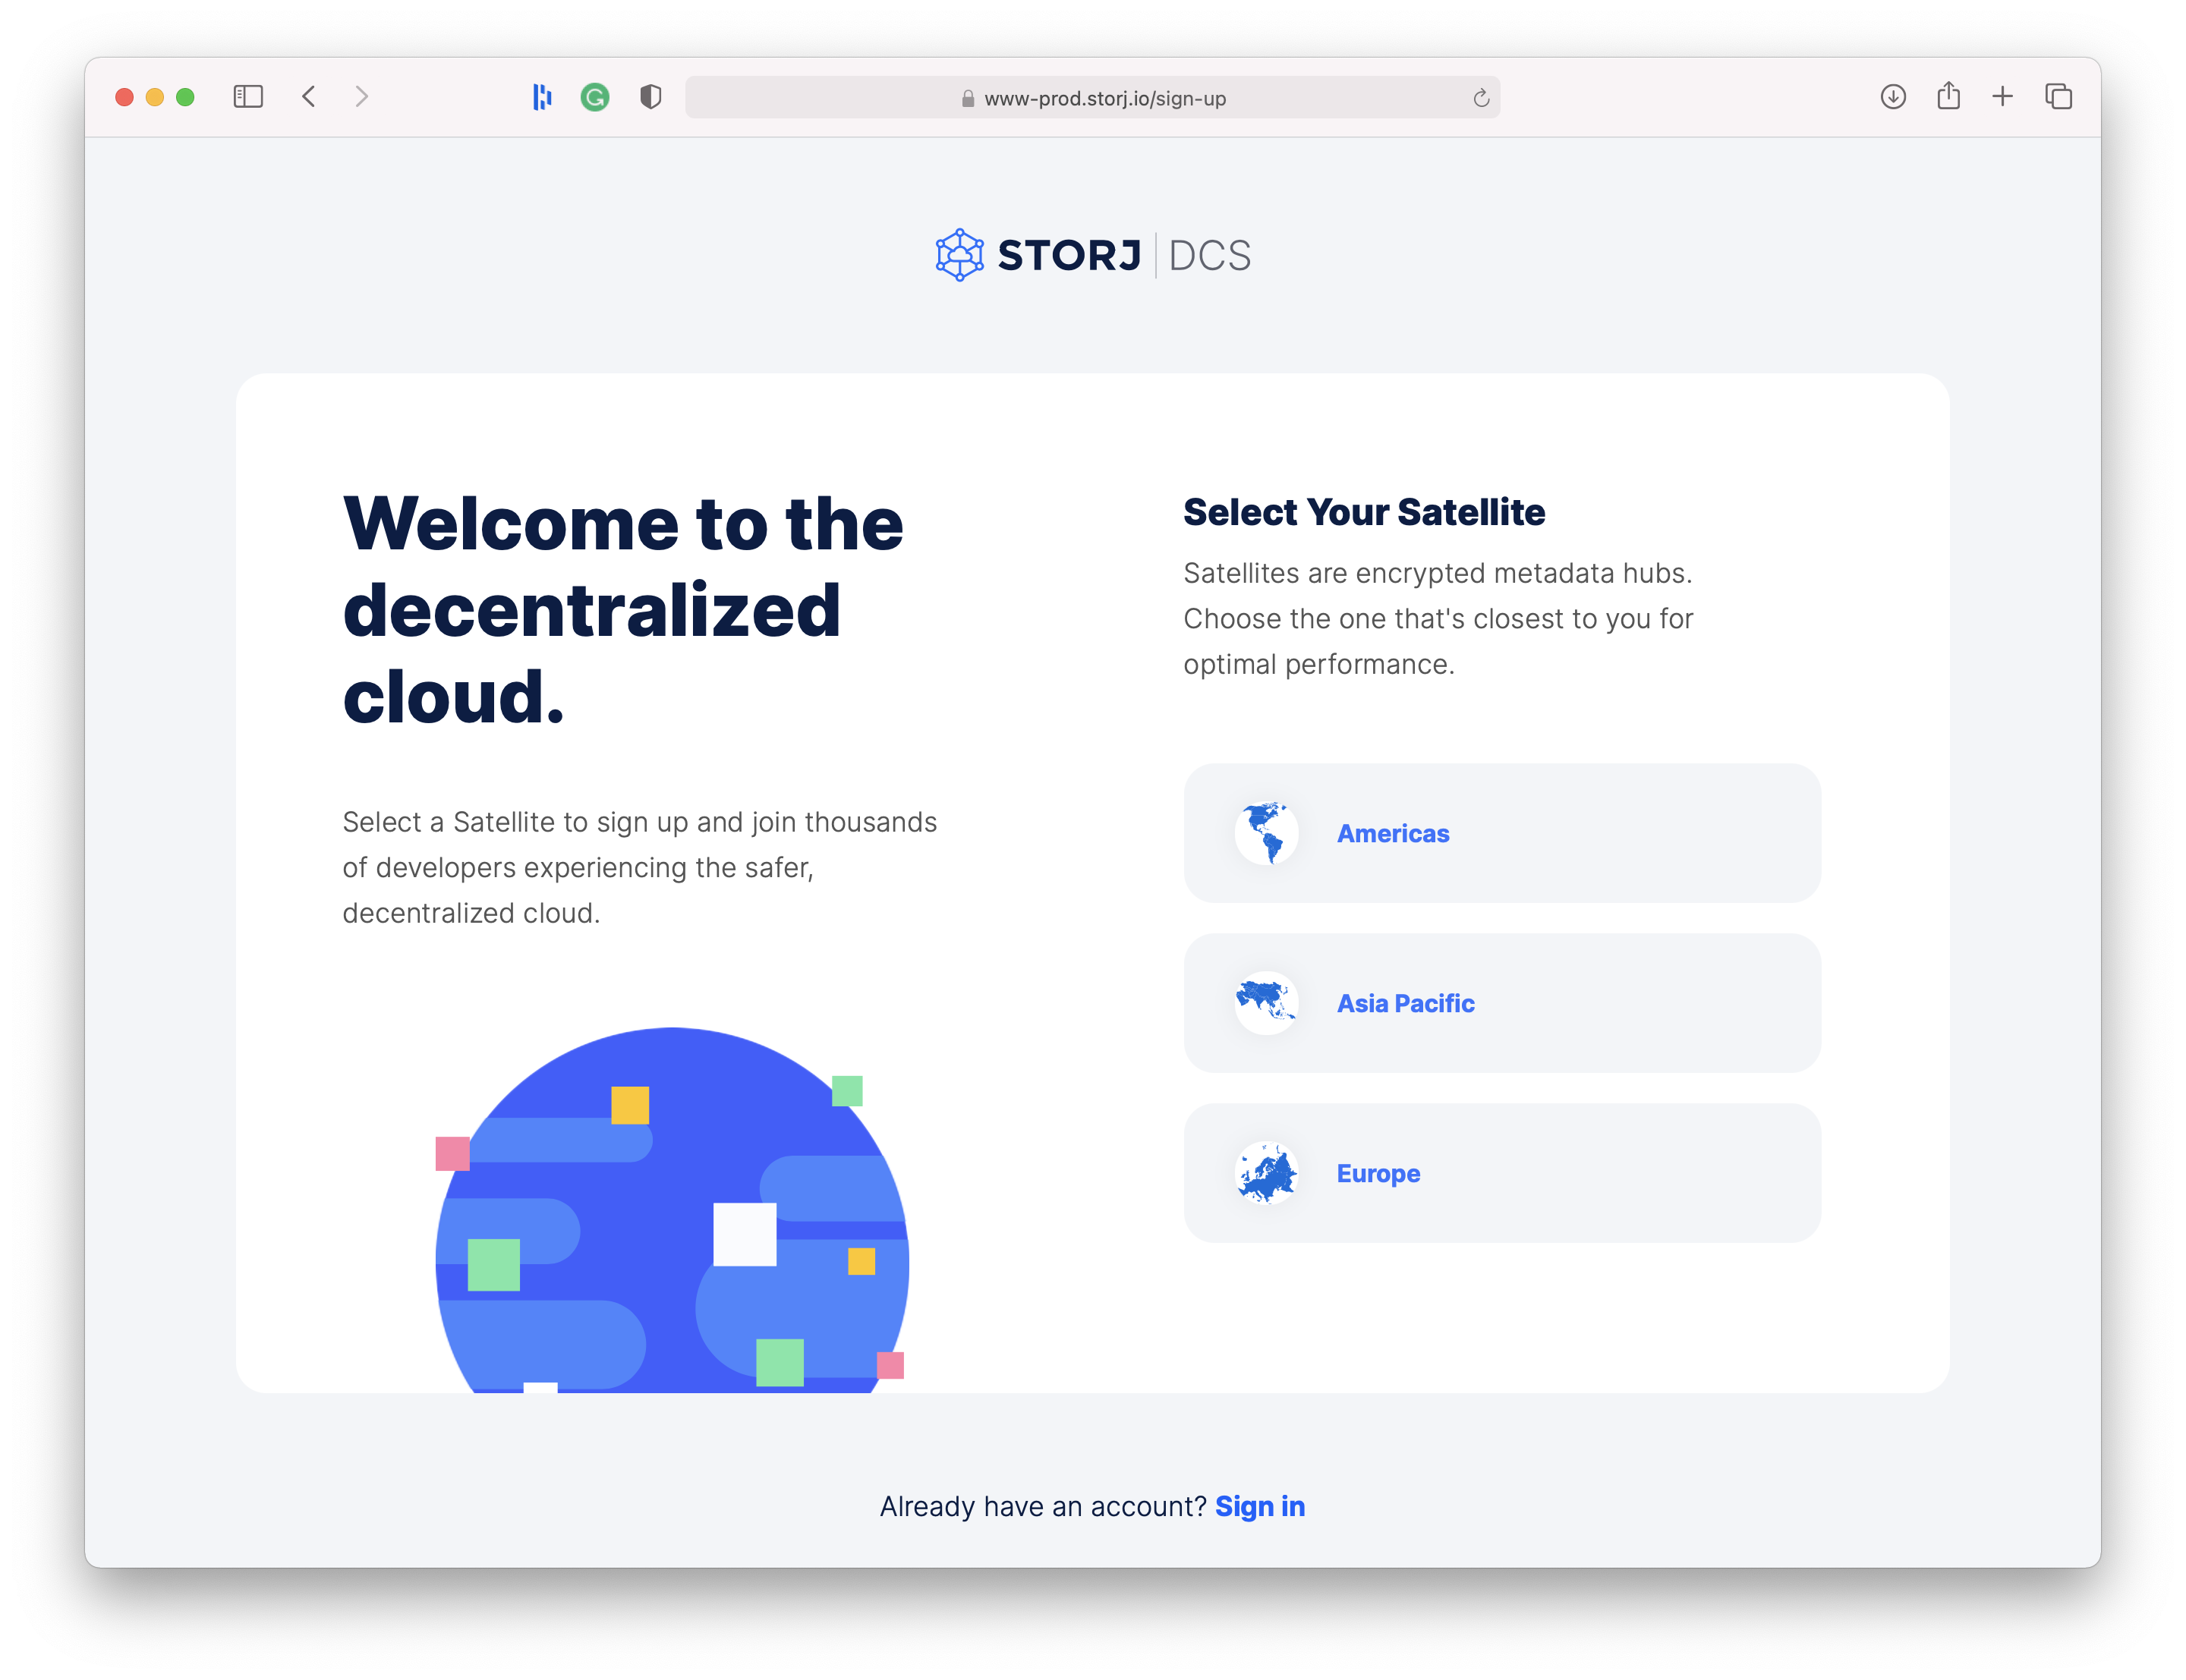 www-prod.storj.io/sign-up
STORJ | DCS
Welcome to the
decentralized
cloud.
Select a Satellite to sign up and join thousands
of developers experiencing the safer,
decentralized cloud.
Select Your Satellite
Satellites are encrypted metadata hubs.
Choose the one that's closest to you for
optimal performance.
Americas
Asia Pacific
Europe
Already have an account? Sign in